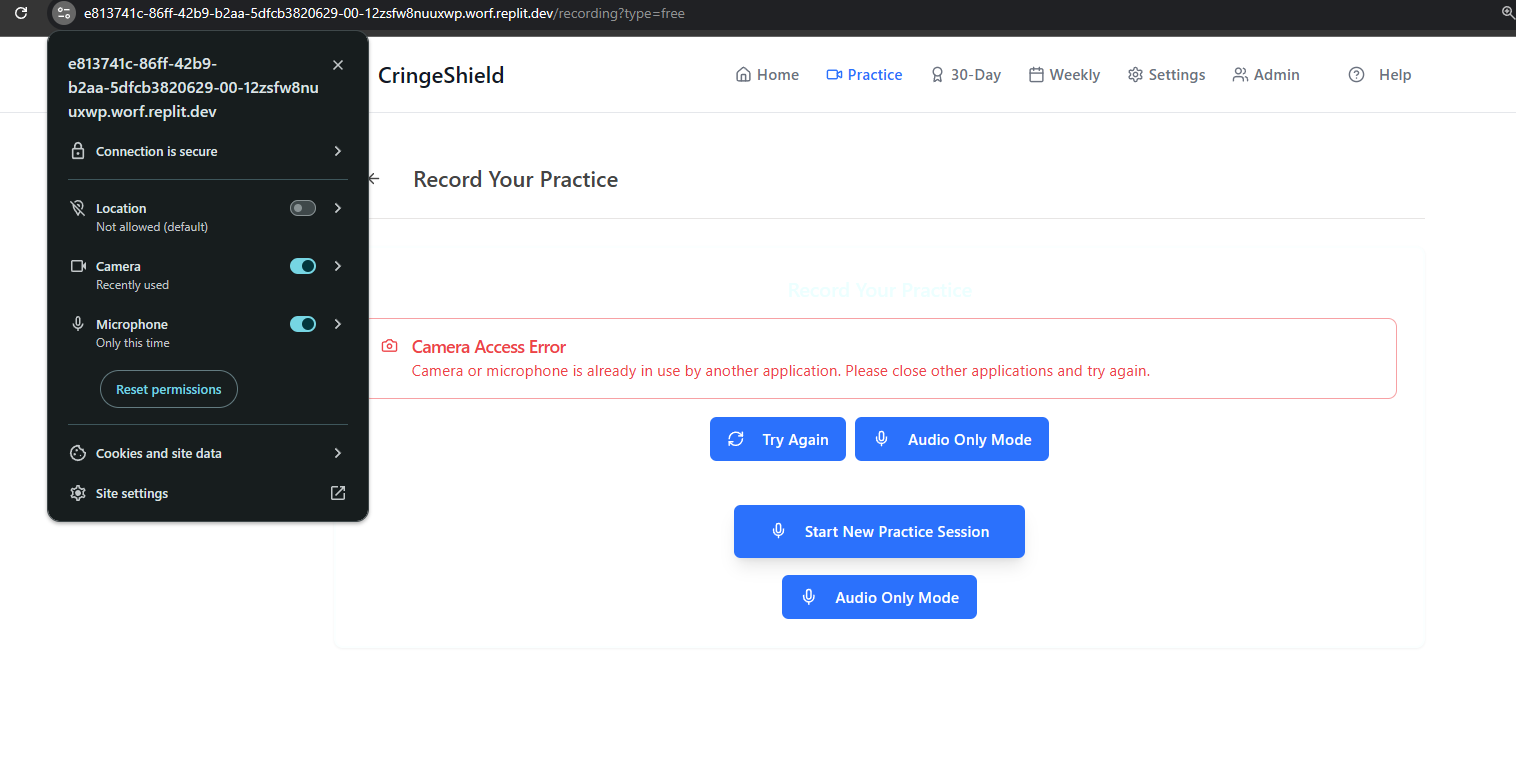 e813741c-86ff-42b9-b2aa-5dfcb3820629-00-12zsfw8nuuxwp.worf.replit.dev/recording?type=free
e813741c-86ff-42b9-
b2aa-5dfcb3820629-00-12zsfw8nu
uxwp.worf.replit.dev
Connection is secure
Location
Not allowed (default)
Camera
Recently used
Microphone
Only this time
Reset permissions
Cookies and site data
Site settings
CringeShield
Home Practice 30-Day Weekly Settings Admin Help
Record Your Practice
Record Your Practice
Camera Access Error
Camera or microphone is already in use by another application. Please close other applications and try again.
Try Again Audio Only Mode
Start New Practice Session
Audio Only Mode